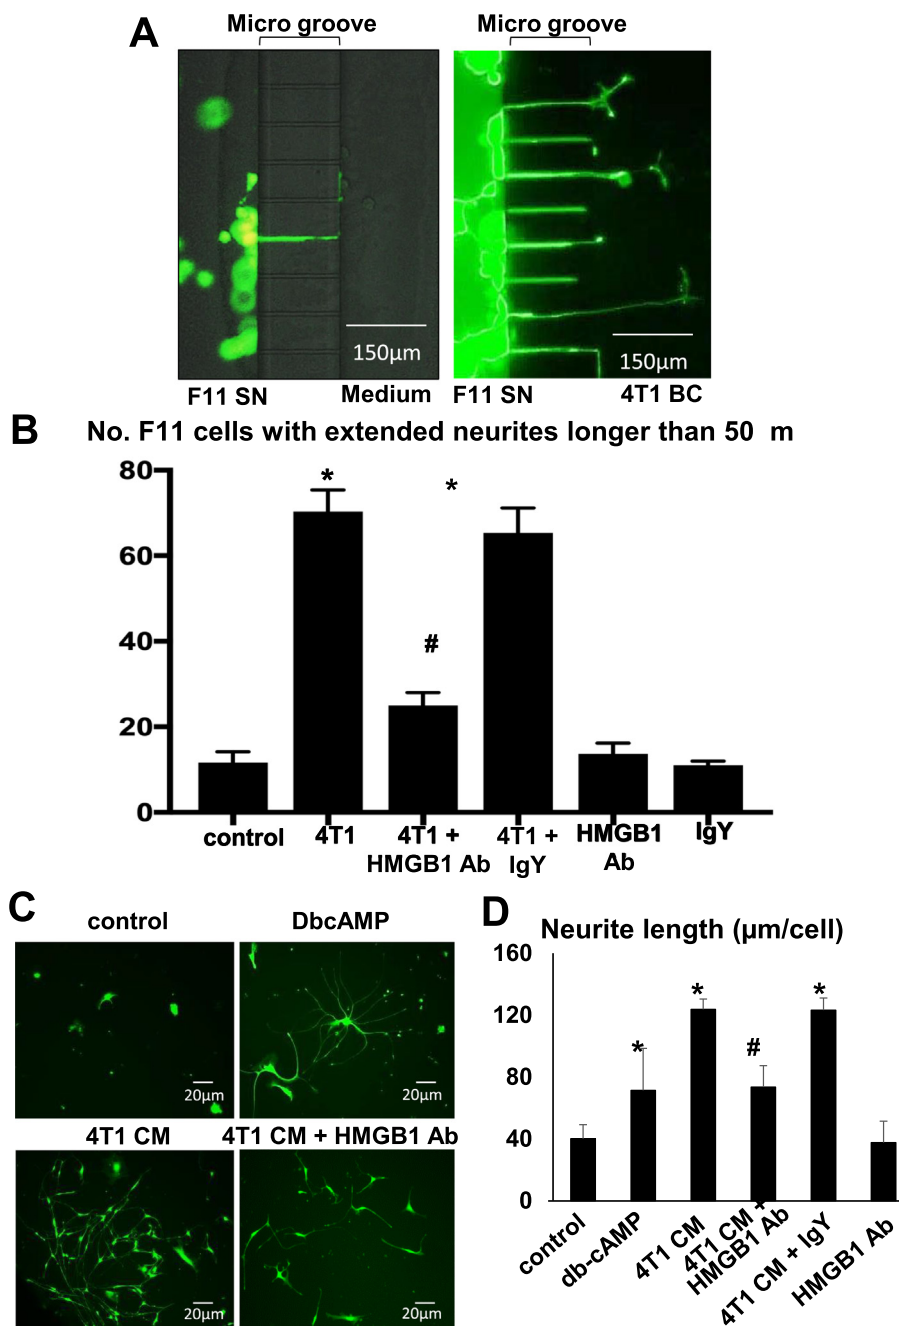 A
Micro groove
Micro groove
150µm
150µm
F11 SN
Medium
F11 SN
4T1 BC
B
No. F11 cells with extended neurites longer than 50 m
80
60
40
20
0
*
#
*
control
4T1
4T1 +
HMGB1 Ab
4T1 +
IgY
HMGB1
Ab
IgY
C
control
DbcAMP
20µm
20µm
4T1 CM
4T1 CM + HMGB1 Ab
20µm
20µm
D
Neurite length (µm/cell)
160
120
80
40
0
*
*
#
*
control
db-cAMP
4T1 CM
4T1 CM +
HMGB1 Ab
4T1 CM + IgY
HMGB1 Ab